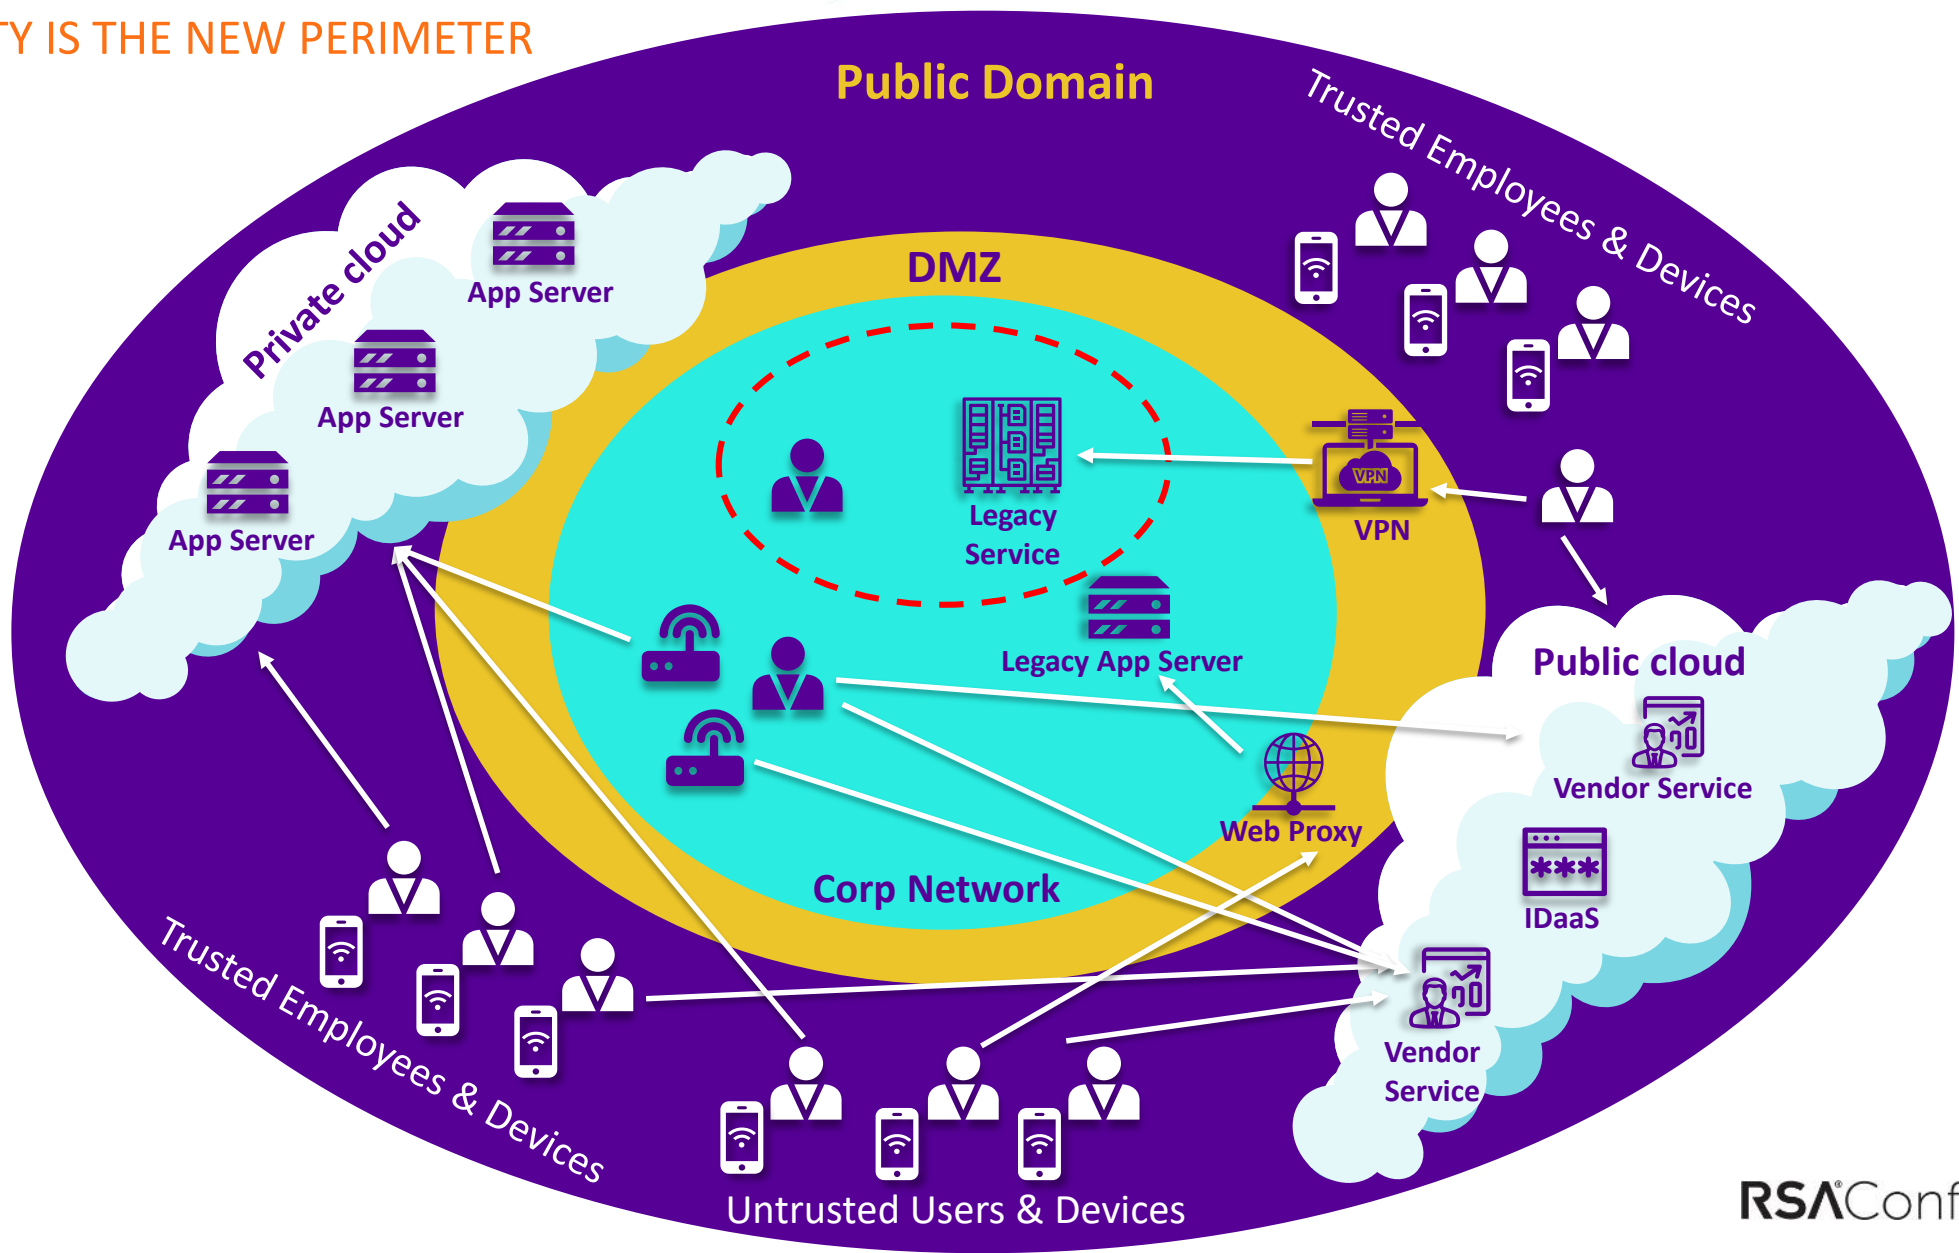 TY IS THE NEW PERIMETER
Public Domain
Trusted Employees & Devices
Private cloud
App Server
App Server
App Server
DMZ
Legacy
Service
VPN
VPN
Legacy App Server
Public cloud
Vendor Service
Web Proxy
Corp Network
***
IDaaS
Vendor
Service
Trusted Employees & Devices
Untrusted Users & Devices
RSAConf